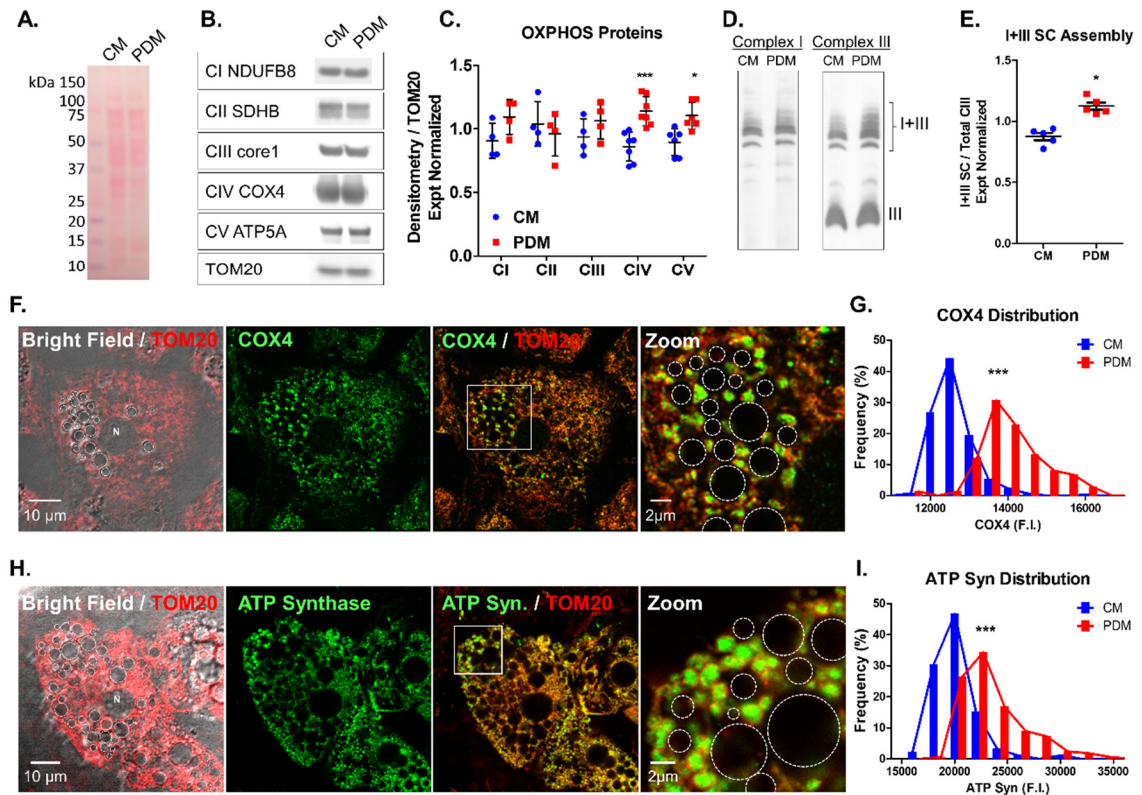 A.
CM PDM
kDa 150
100
75
50
37
25
20
15
10
B.
CM PDM
CI NDUFB8
CII SDHB
CIII core1
CIV COX4
CV ATP5A
TOM20
C.
OXPHOS Proteins
Densitometry / TOM20
Expt Normalized
1.5
1.0
0.5
0.0
*** *
CM
PDM
CI CII CIII CIV CV
D.
Complex I Complex III
CM PDM CM PDM
I+III
III
E.
I+III SC Assembly
I+III SC / Total CIII
Expt Normalized
1.5
1.0
0.5
0.0
*
CM PDM
F.
Bright Field / TOM20
N
10 µm
COX4
COX4 / TOM20
Zoom
2µm
G.
COX4 Distribution
CM
PDM
***
Frequency (%)
50
40
30
20
10
0
12000 14000 16000
COX4 (F.I.)
H.
Bright Field / TOM20
N
10 µm
ATP Synthase
ATP Syn. / TOM20
Zoom
2µm
I.
ATP Syn Distribution
CM
PDM
***
Frequency (%)
50
40
30
20
10
0
15000 20000 25000 30000 35000
ATP Syn (F.I.)